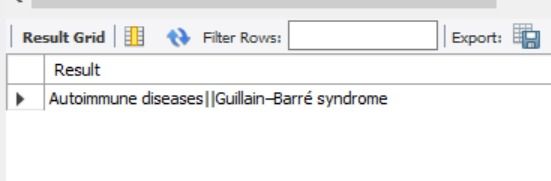 Result Grid Filter Rows: Export:
Result
Autoimmune diseases||Guillain–Barré syndrome